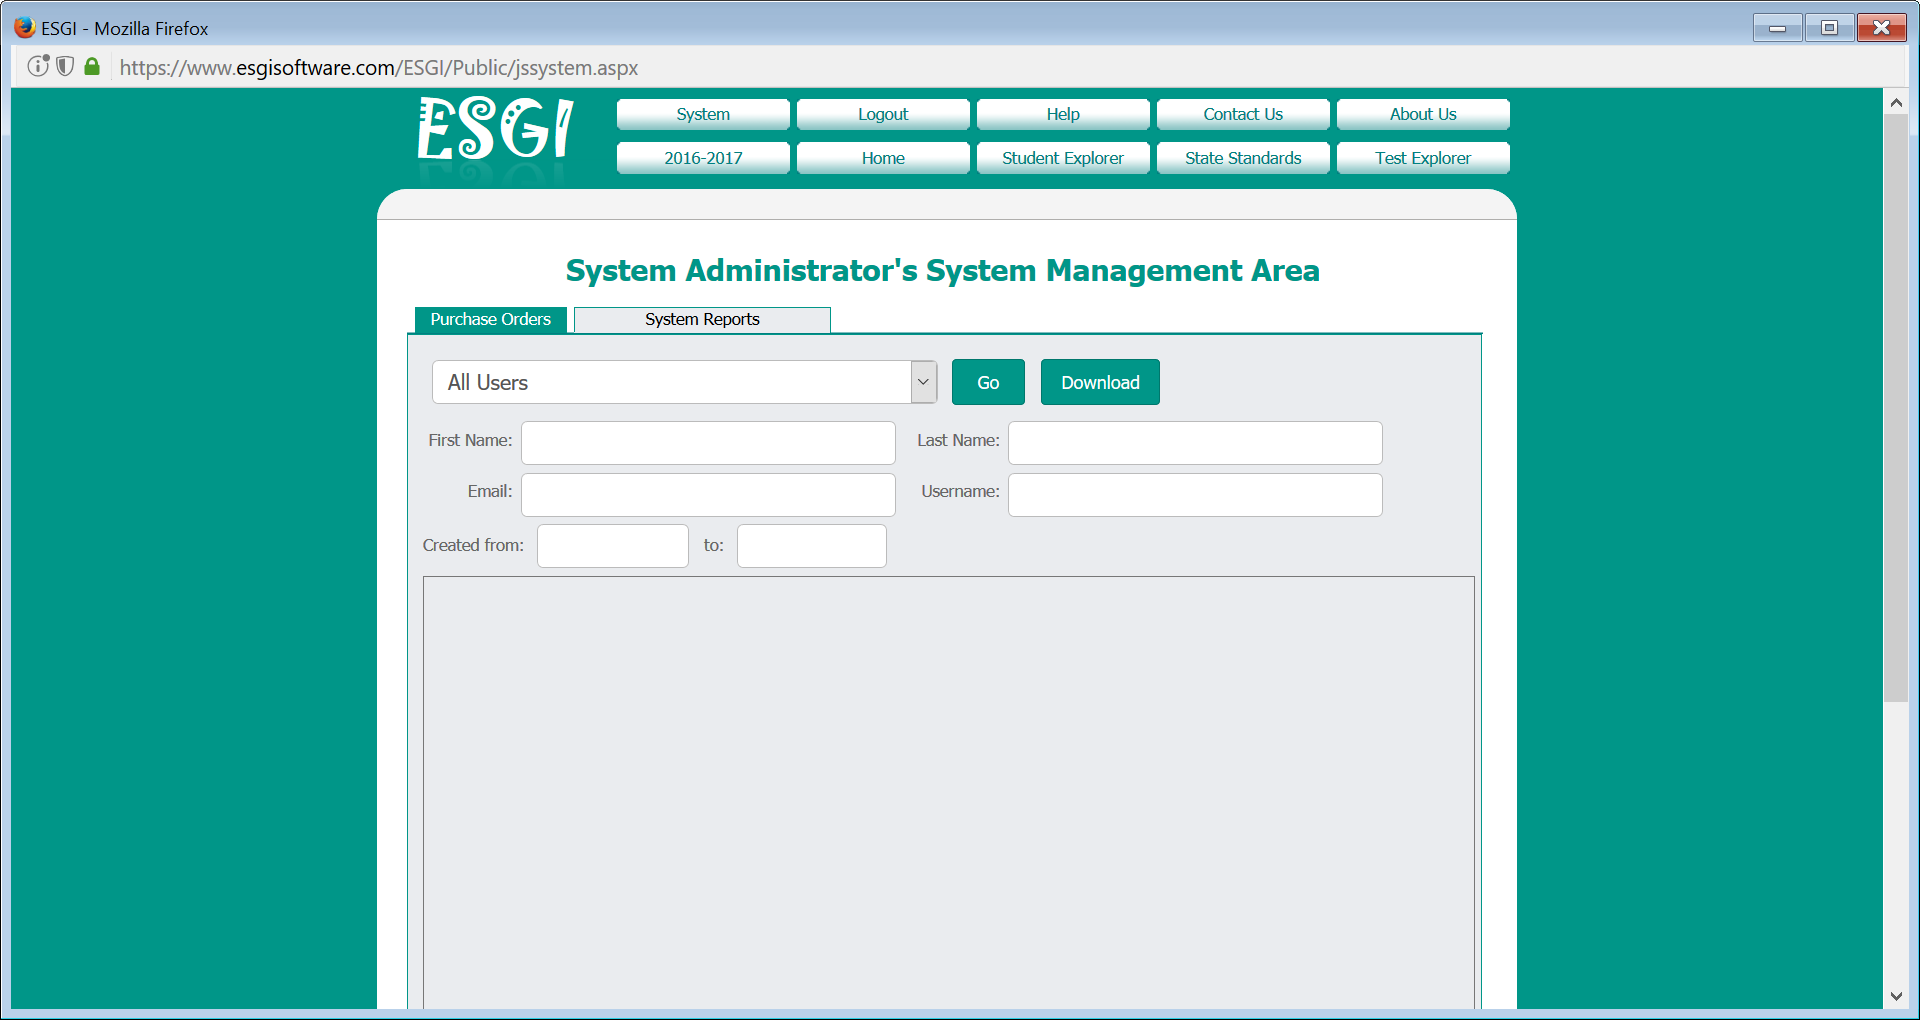 ESGI - Mozilla Firefox
https://www.esgisoftware.com/ESGI/Public/jssystem.aspx
ESGI
System Logout Help Contact Us About Us
2016-2017 Home Student Explorer State Standards Test Explorer
System Administrator's System Management Area
Purchase Orders System Reports
All Users Go Download
First Name: Last Name:
Email: Username:
Created from: to: